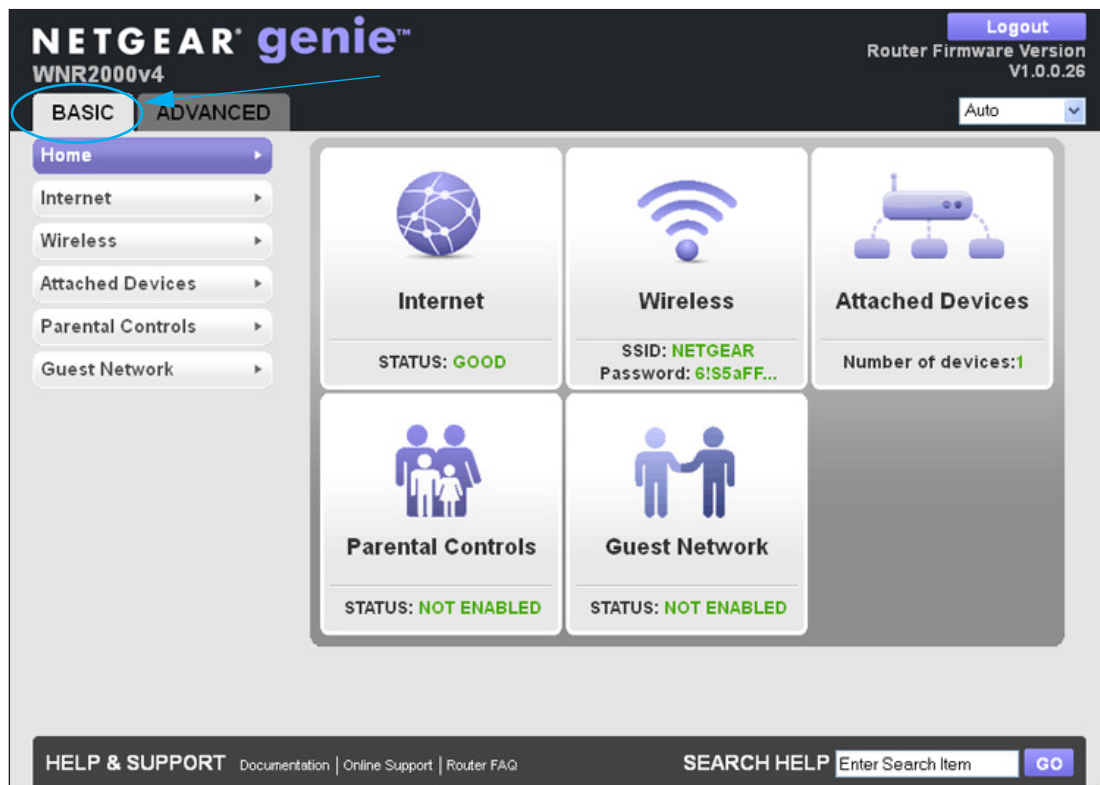 NETGEAR® genie™
WNR2000v4
Logout
Router Firmware Version
V1.0.0.26
BASIC
ADVANCED
Auto
Home
Internet
Wireless
Attached Devices
Parental Controls
Guest Network
Internet
STATUS: GOOD
Wireless
SSID: NETGEAR
Password: 6!S5aFF...
Attached Devices
Number of devices:1
Parental Controls
STATUS: NOT ENABLED
Guest Network
STATUS: NOT ENABLED
HELP & SUPPORT Documentation | Online Support | Router FAQ
SEARCH HELP Enter Search Item GO